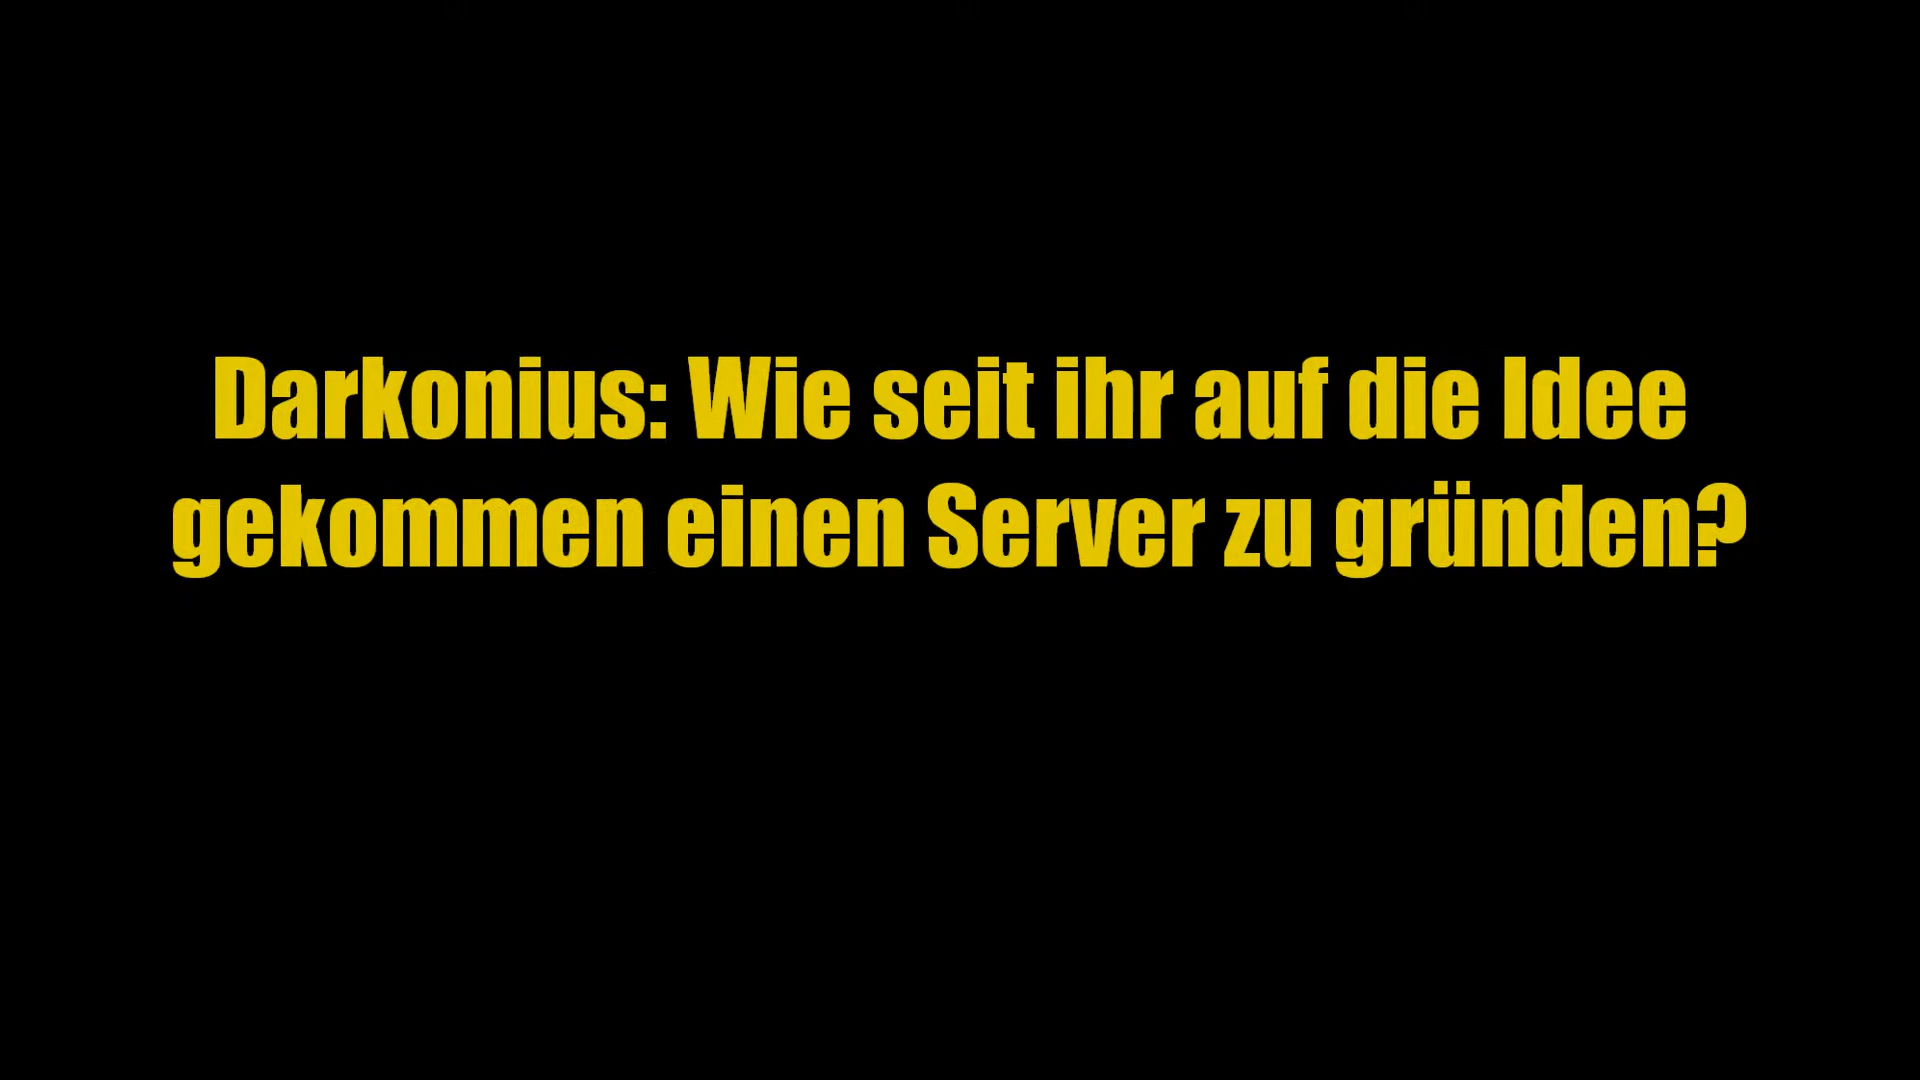 Darkonius: Wie seit ihr auf die Idee
gekommen einen Server zu gründen?